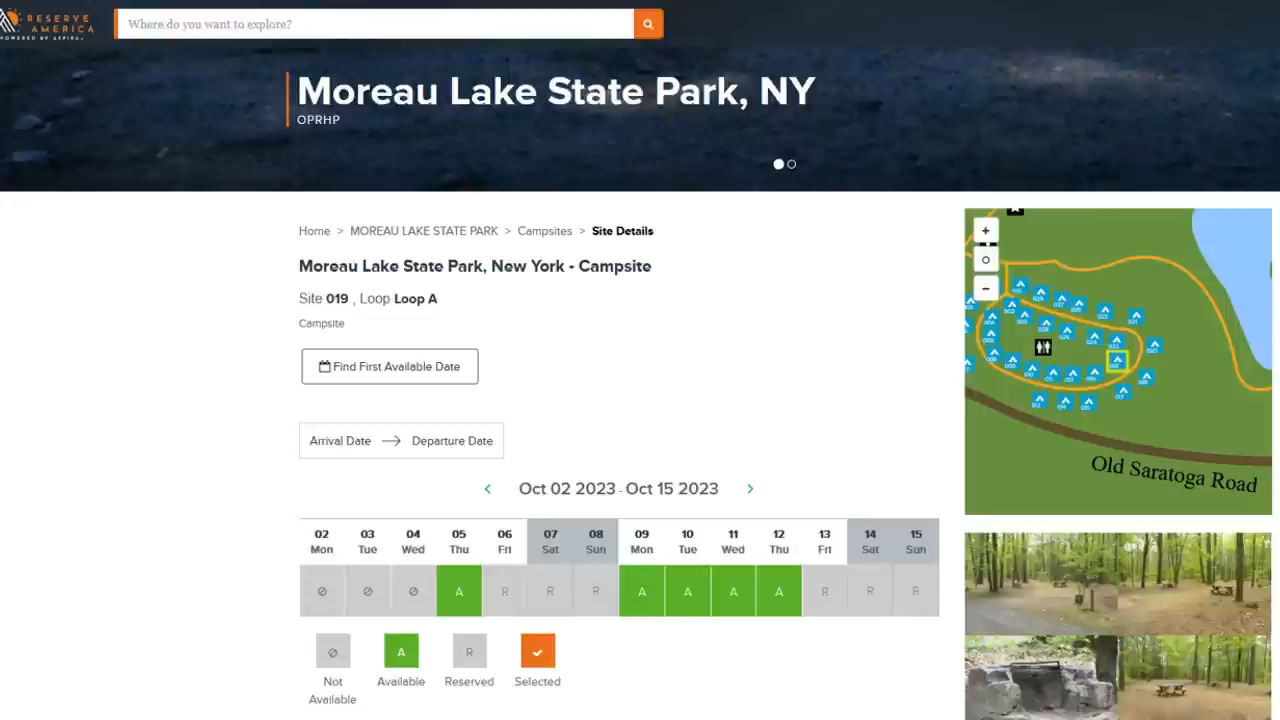 RESERVE
AMERICA
POWERED BY ASPIRA
Where do you want to explore?
Moreau Lake State Park, NY
OPRHP
Home > MOREAU LAKE STATE PARK > Campsites > Site Details
Moreau Lake State Park, New York - Campsite
Site 019 , Loop Loop A
Campsite
Find First Available Date
Arrival Date → Departure Date
< Oct 02 2023 - Oct 15 2023 >
02 03 04 05 06 07 08 09 10 11 12 13 14 15
Mon Tue Wed Thu Fri Sat Sun Mon Tue Wed Thu Fri Sat Sun
A R R R A A A A R R R
A R
Not Available Reserved Selected
Available
+
−
Old Saratoga Road